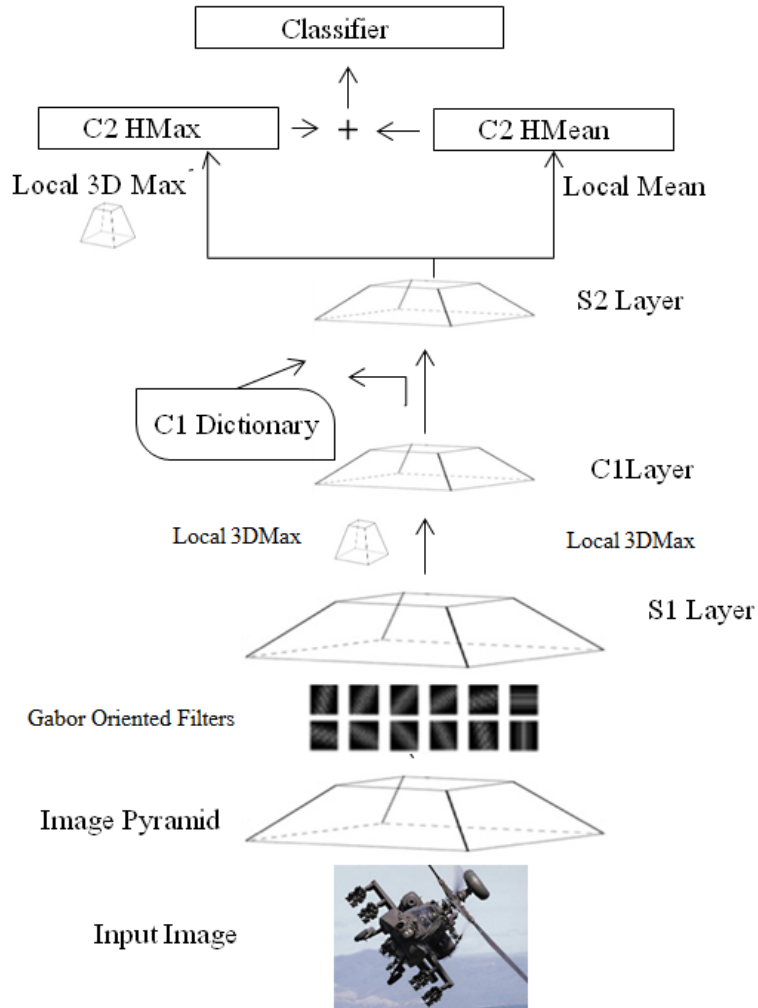 Classifier
C2 HMax
+
C2 HMean
Local 3D Max
Local Mean
S2 Layer
C1 Dictionary
C1Layer
Local 3DMax
Local 3DMax
S1 Layer
Gabor Oriented Filters
Image Pyramid
Input Image